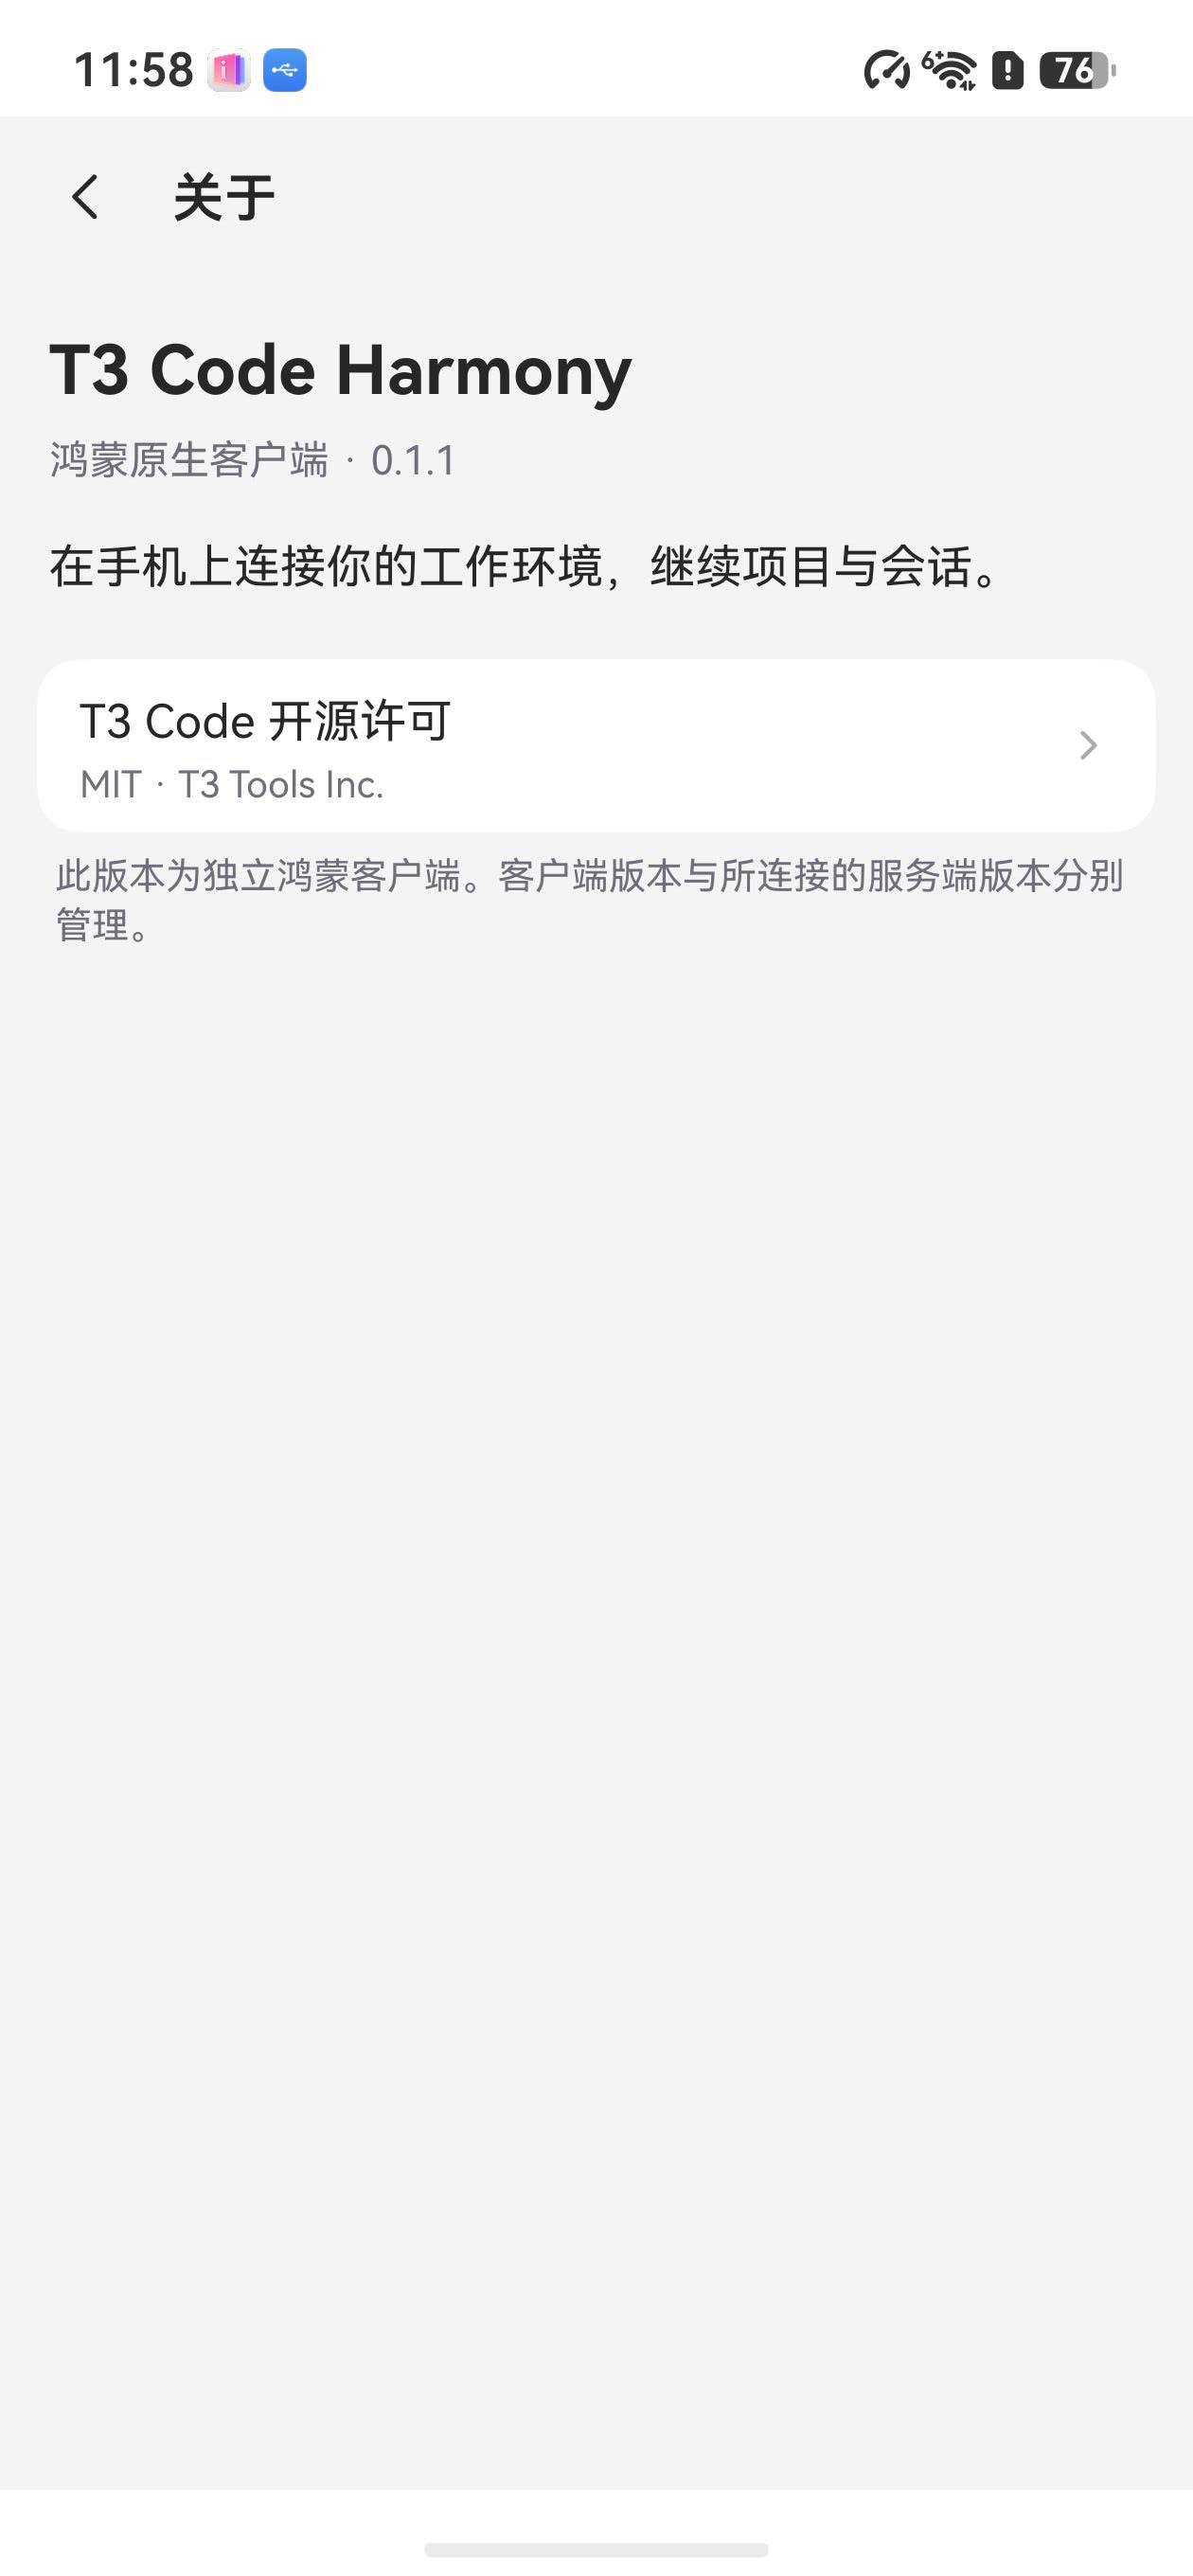 11:58
76
关于
T3 Code Harmony
鸿蒙原生客户端 · 0.1.1
在手机上连接你的工作环境，继续项目与会话。
T3 Code 开源许可
MIT · T3 Tools Inc.
此版本为独立鸿蒙客户端。客户端版本与所连接的服务端版本分别
管理。